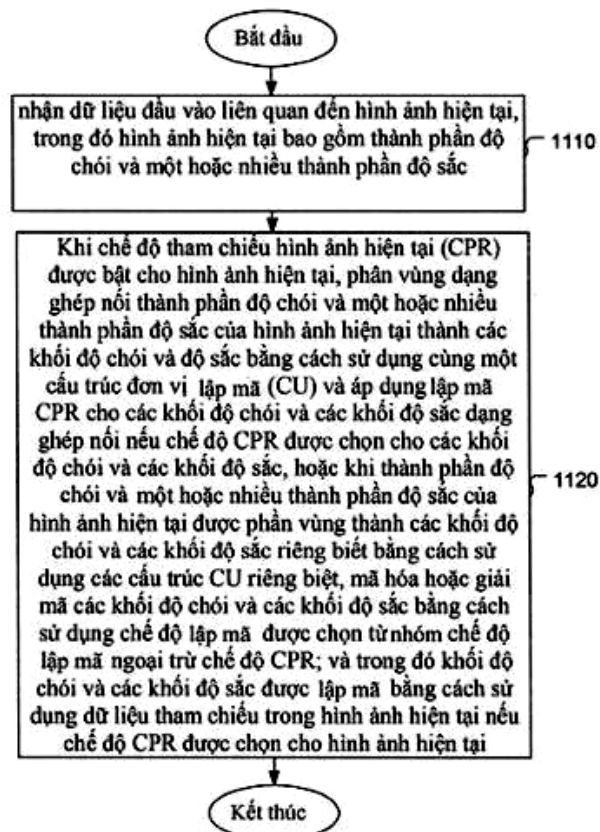 Bắt đầu
nhận dữ liệu đầu vào liên quan đến hình ảnh hiện tại,
trong đó hình ảnh hiện tại bao gồm thành phần độ
chói và một hoặc nhiều thành phần độ sắc
1110
Khi chế độ tham chiếu hình ảnh hiện tại (CPR)
được bật cho hình ảnh hiện tại, phân vùng dạng
ghép nối thành phần độ chói và một hoặc nhiều
thành phần độ sắc của hình ảnh hiện tại thành các
khối độ chói và độ sắc bằng cách sử dụng cùng một
cấu trúc đơn vị lập mã (CU) và áp dụng lập mã
CPR cho các khối độ chói và các khối độ sắc dạng
ghép nối nếu chế độ CPR được chọn cho các khối
độ chói và các khối độ sắc, hoặc khi thành phần độ
chói và một hoặc nhiều thành phần độ sắc của
hình ảnh hiện tại được phân vùng thành các khối độ
chói và các khối độ sắc riêng biệt bằng cách sử
dụng các cấu trúc CU riêng biệt, mã hóa hoặc giải
mã các khối độ chói và các khối độ sắc bằng cách
sử dụng chế độ lập mã được chọn từ nhóm chế độ
lập mã ngoại trừ chế độ CPR; và trong đó khối độ
chói và các khối độ sắc được lập mã bằng cách sử
dụng dữ liệu tham chiếu trong hình ảnh hiện tại nếu
chế độ CPR được chọn cho hình ảnh hiện tại
1120
Kết thúc